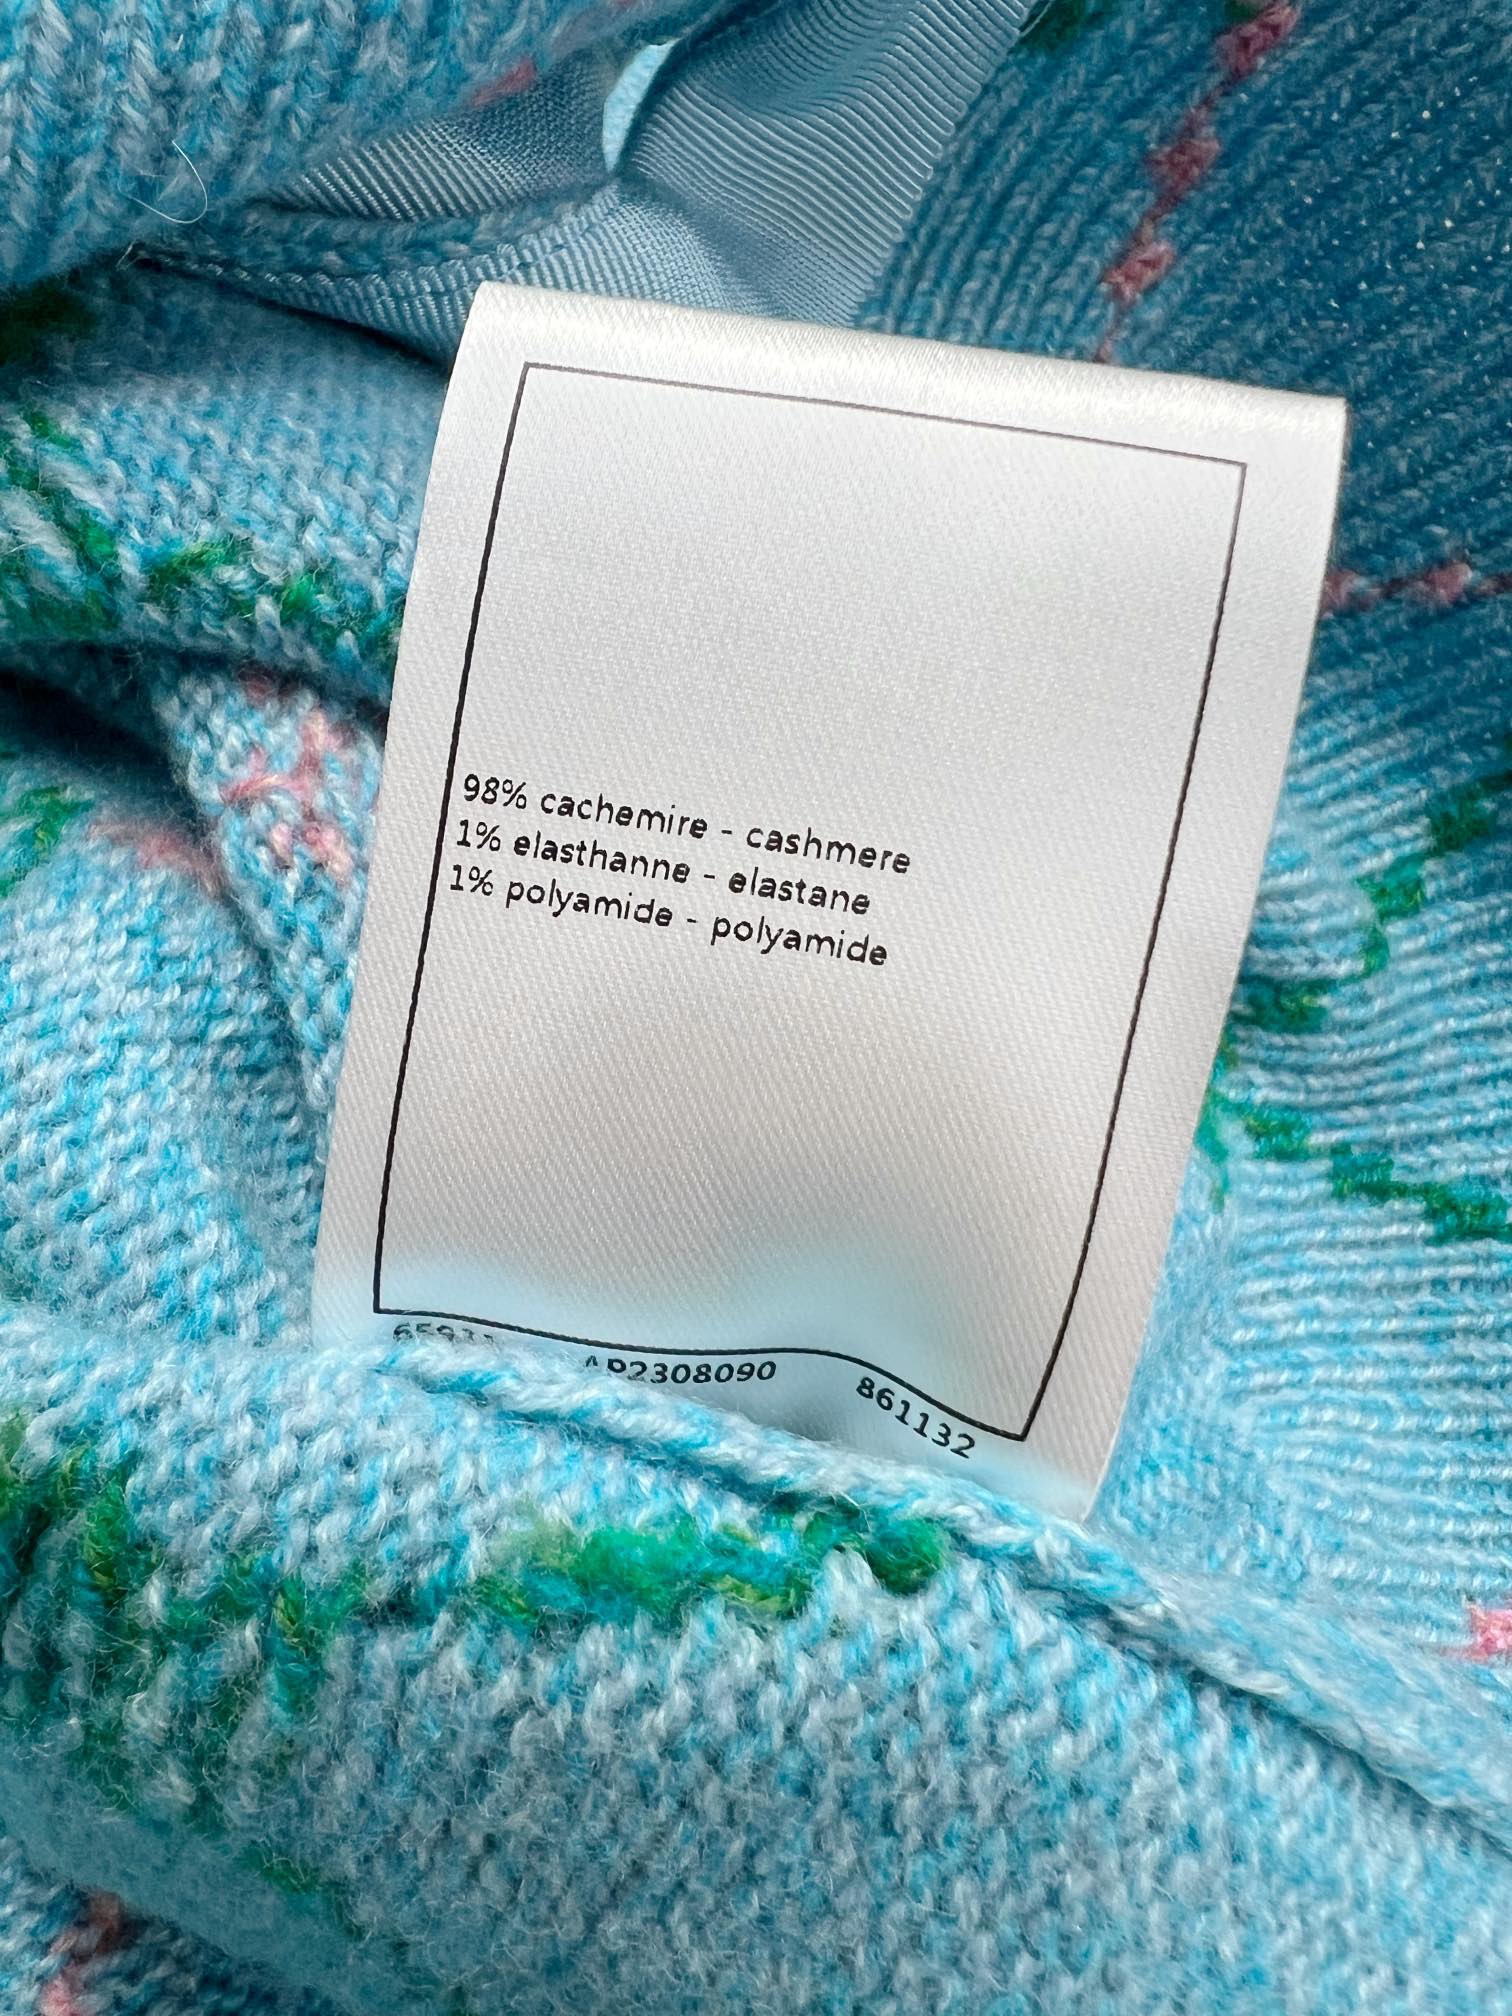 98% cachemire - cashmere
1% elasthanne - elastane
1% polyamide - polyamide
AP2308090 861132